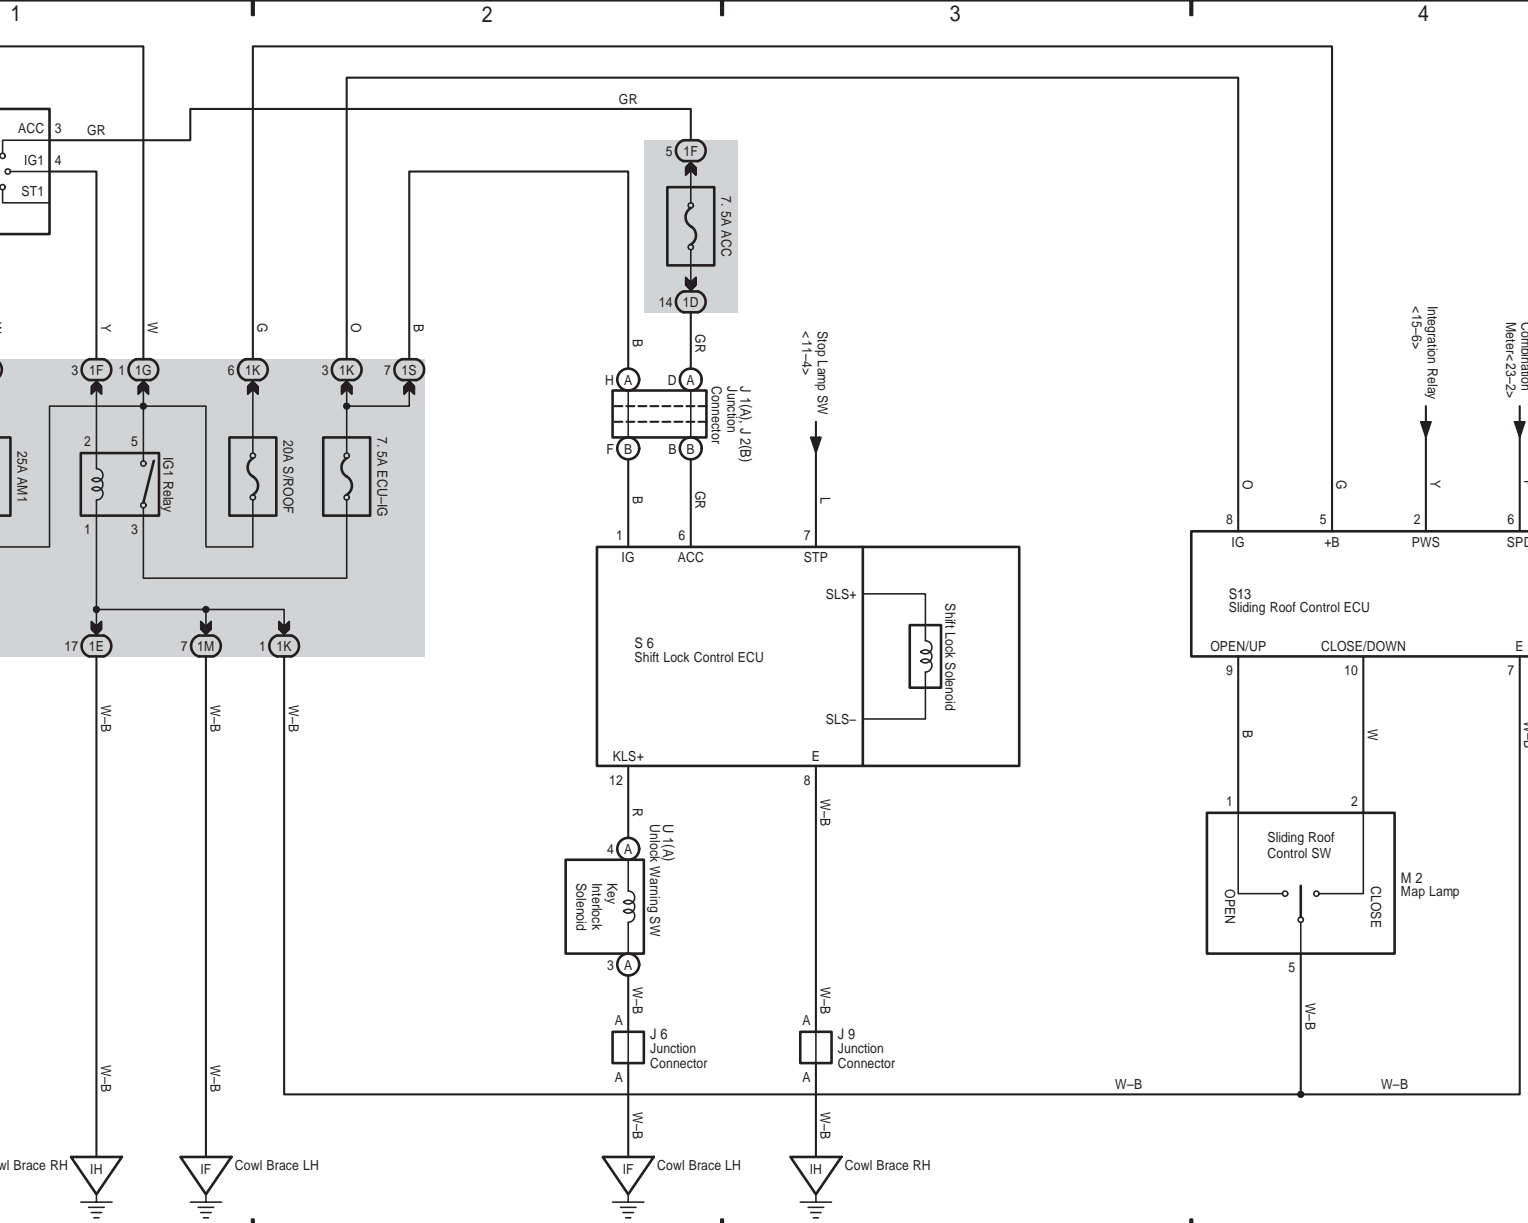 1
2
3
4
GR
ACC 3 GR
IG1 4
ST1
5 1F
7. 5A ACC
14 1D
Y
W
G
O
B
B
GR
Stop Lamp SW
<11–4>
Integration Relay
<15–6>
Combination
Meter<23–2>
3 1F
1 1G
6 1K
3 1K
7 1S
H A
D A
J 1(A), J 2(B)
Junction
Connector
F B
B B
25A AM1
2
5
IG1 Relay
20A S/ROOF
7. 5A ECU–IG
1
3
B
GR
L
O
G
Y
1
6
7
8
5
2
6
IG
ACC
STP
IG
+B
PWS
SPD
SLS+
S 6
Shift Lock Control ECU
Shift Lock Solenoid
SLS–
S13
Sliding Roof Control ECU
17 1E
7 1M
1 1K
OPEN/UP
CLOSE/DOWN
E
9
10
7
W–B
W–B
W–B
B
W
W–B
KLS+
E
12
8
R
W–B
1
2
4 A
U 1(A)
Unlock Warning SW
Key
Interlock
Solenoid
3 A
Sliding Roof
Control SW
OPEN
CLOSE
M 2
Map Lamp
5
W–B
W–B
W–B
A
J 6
Junction
Connector
A
A
J 9
Junction
Connector
A
W–B
W–B
W–B
W–B
W–B
W–B
wl Brace RH
IH
IF
Cowl Brace LH
IF
Cowl Brace LH
IH
Cowl Brace RH